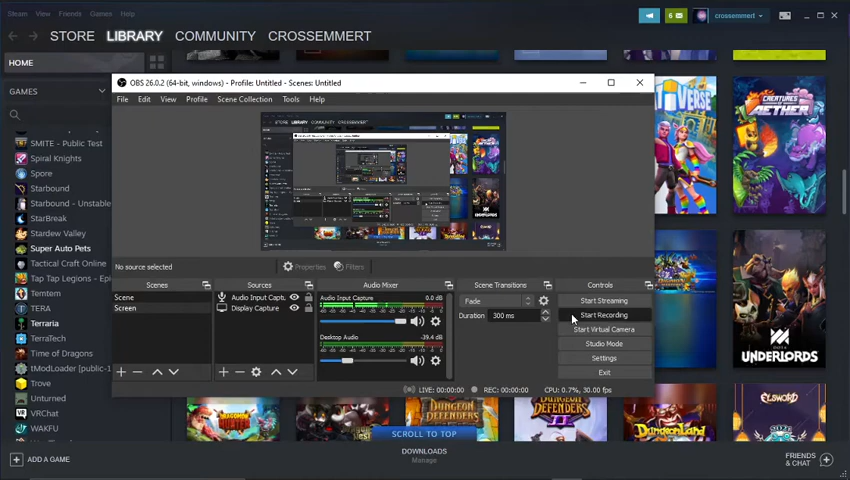 Steam View Friends Games Help
6
crossemmert
STORE LIBRARY COMMUNITY CROSSEMMERT
HOME
GAMES
SMITE - Public Test
Spiral Knights
Spore
Starbound
Starbound - Unstable
StarBreak
Stardew Valley
Super Auto Pets
Tactical Craft Online
Tap Tap Legions - Epi
Temtem
TERA
Terraria
TerraTech
Time of Dragons
tModLoader [public-1
Trove
Unturned
VRChat
WAKFU
OBS 26.0.2 (64-bit, windows) - Profile: Untitled - Scenes: Untitled
File Edit View Profile Scene Collection Tools Help
No source selected
Properties
Filters
Scenes
Scene
Screen
Sources
Audio Input Captu
Display Capture
Audio Mixer
Audio Input Capture 0.0 dB
Desktop Audio -39.4 dB
Scene Transitions
Fade
Duration 300 ms
Controls
Start Streaming
Start Recording
Start Virtual Camera
Studio Mode
Settings
Exit
LIVE: 00:00:00 REC: 00:00:00 CPU: 0.7%, 30.00 fps
CREATURES
AETHER
UNDERLORDS
DRAGOMON
HUNTER
DUNGEON
DEFENDERS
DUNGEONLAND
ELSWORD
SCROLL TO TOP
ADD A GAME
DOWNLOADS
Manage
FRIENDS
& CHAT